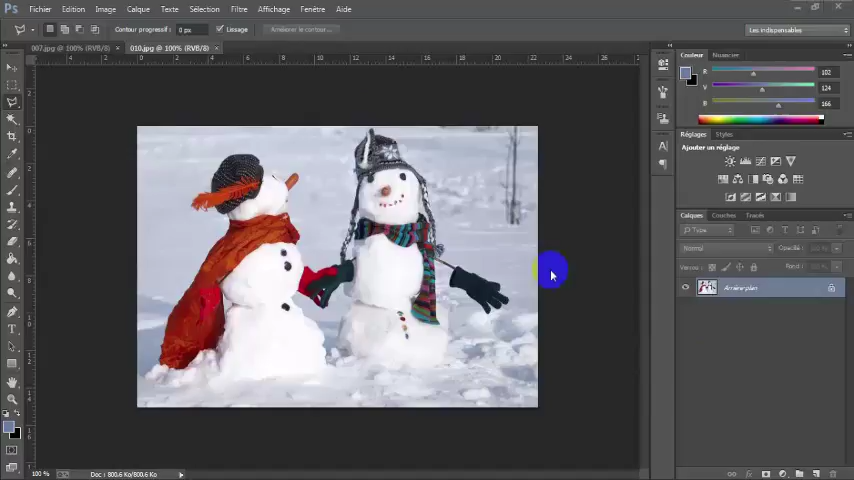 Ps Fichier Edition Image Calque Texte Sélection Filtre Affichage Fenêtre Aide
Contour progressif : 0 px Lissage Améliorer le contour... Les indispensables
007.jpg @ 100% (RVB/8) × 010.jpg @ 100% (RVB/8) ×
Couleur Nuancier
R 102
V 124
B 166
Réglages Styles
Ajouter un réglage
Calques Couches Tracés
Type
Normal Opacité :
Verrou : Fond :
Arrière-plan
100 % Doc : 800.6 Ko/800.6 Ko